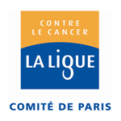 CONTRE
LE CANCER
LA LIGUE
COMITÉ DE PARIS